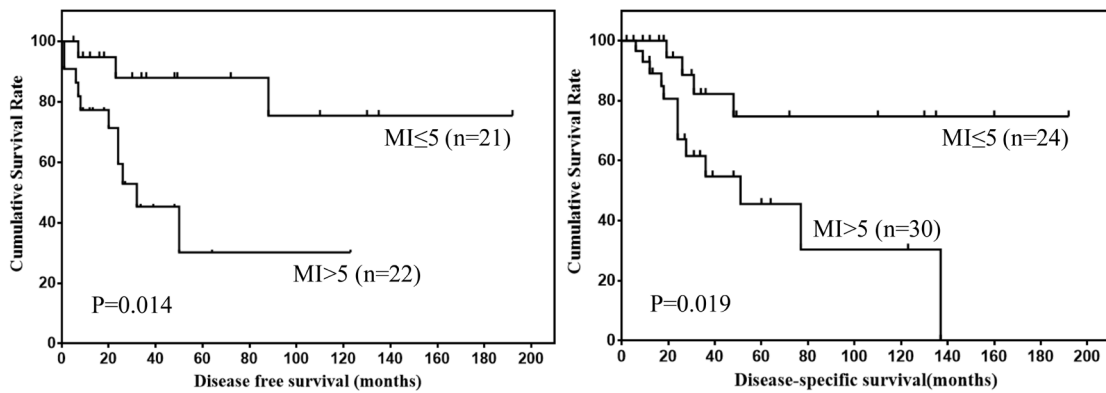 Cumulative Survival Rate
100
80
60
40
20
0
MI≤5 (n=21)
MI>5 (n=22)
P=0.014
0 20 40 60 80 100 120 140 160 180 200
Disease free survival (months)
Cumulative Survival Rate
100
80
60
40
20
0
MI≤5 (n=24)
MI>5 (n=30)
P=0.019
0 20 40 60 80 100 120 140 160 180 200
Disease-specific survival(months)